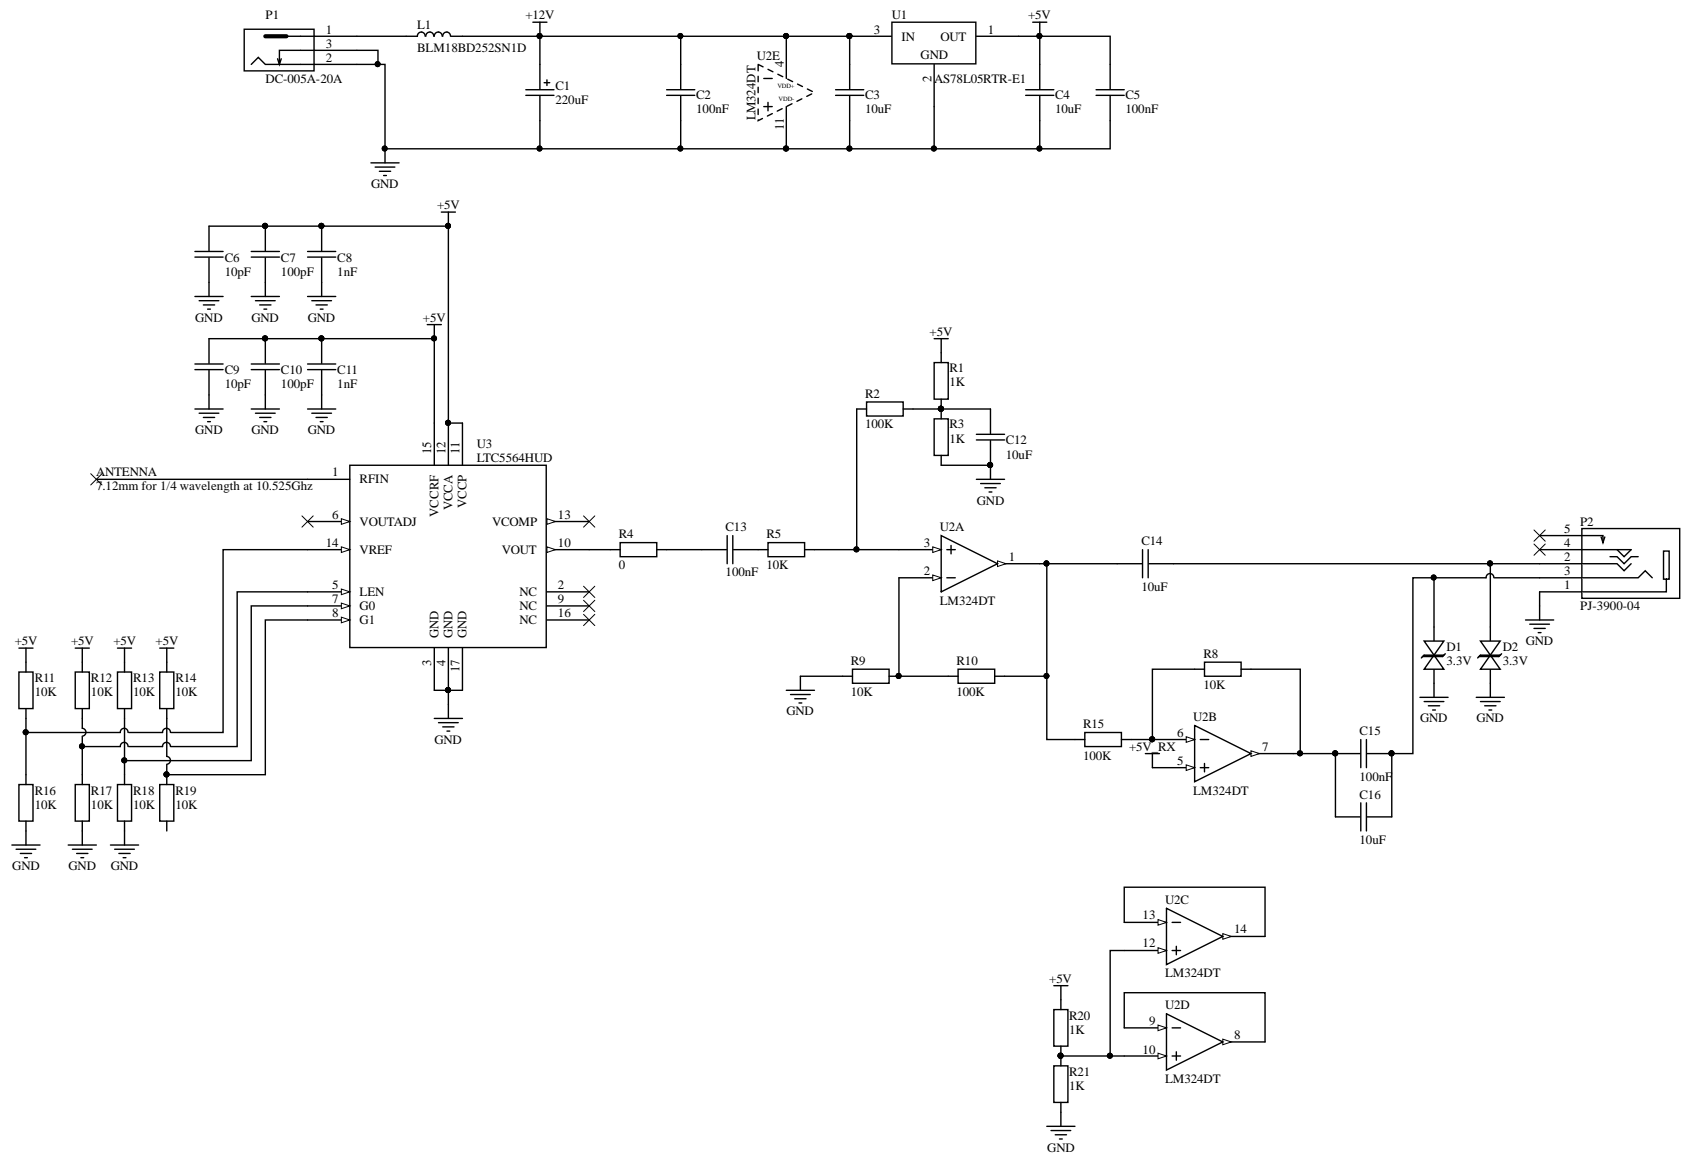 P1
1
3
2
DC-005A-20A
L1
BLM18BD252SN1D
+12V
+
C1
220uF
C2
100nF
U2E
LM324DT
4
VDD+
VDD-
11
C3
10uF
U1
3
IN
OUT
1
GND
2
AS78L05RTR-E1
+5V
C4
10uF
C5
100nF
GND
+5V
C6
10pF
C7
100pF
C8
1nF
GND
GND
GND
+5V
C9
10pF
C10
100pF
C11
1nF
GND
GND
GND
15
12
11
U3
LTC5564HUD
ANTENNA
7.12mm for 1/4 wavelength at 10.525Ghz
1
RFIN
VCCRF
VCCA
VCCP
6
VOUTADJ
VCOMP
13
14
VREF
VOUT
10
5
LEN
NC
2
7
G0
NC
9
8
G1
NC
16
GND
GND
GND
3
4
17
GND
+5V
+5V
+5V
+5V
R11
10K
R12
10K
R13
10K
R14
10K
R16
10K
R17
10K
R18
10K
R19
10K
GND
GND
GND
R4
0
C13
100nF
R5
10K
R2
100K
+5V
R1
1K
R3
1K
C12
10uF
GND
U2A
3
2
1
LM324DT
R9
10K
R10
100K
GND
C14
10uF
R15
100K
+5V_RX
R8
10K
U2B
6
5
7
LM324DT
C15
100nF
C16
10uF
D1
3.3V
D2
3.3V
GND
GND
P2
5
4
2
3
1
PJ-3900-04
GND
U2C
13
12
14
LM324DT
U2D
9
10
8
LM324DT
+5V
R20
1K
R21
1K
GND